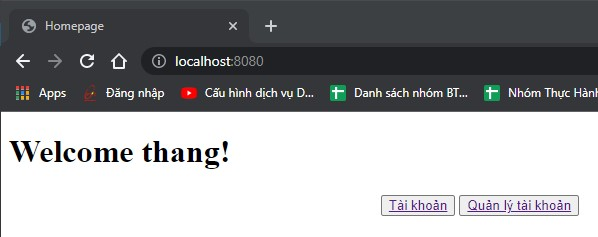 Homepage
localhost:8080
Apps Đăng nhập Cấu hình dịch vụ D... Danh sách nhóm BT... Nhóm Thực Hành
Welcome thang!
Tài khoản Quản lý tài khoản